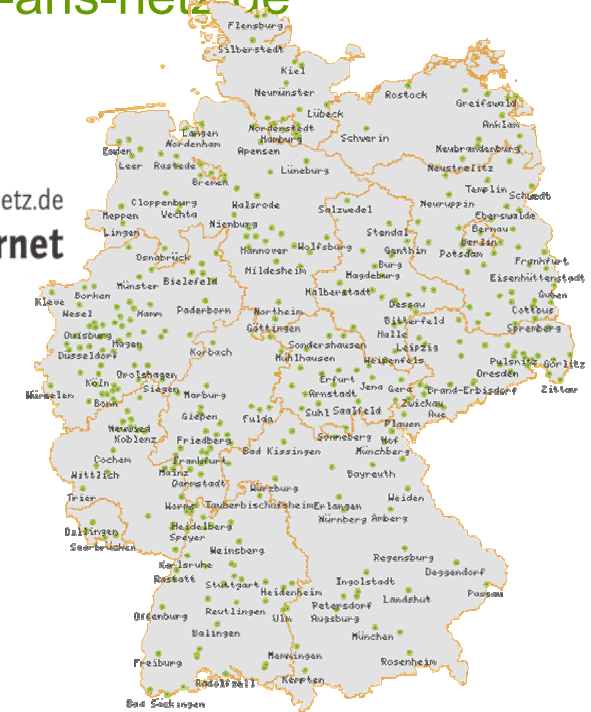 -ans-netz.de
Flensburg
Silberstedt
Kiel
Neumünster
Rostock
Greifswald
Lübeck
Anklam
Langen
Norderstedt
Nordenham
Hamburg
Schwerin
Emden
Apensen
Neubrandenburg
Leer
Rastede
Lüneburg
Neustrelitz
Bremen
Templin
Schwedt
etz.de
Cloppenburg
Walsrode
Salzwedel
Neuruppin
Meppen
Vechta
Eberswalde
Nienburg
Bernau
Lingen
Stendal
rnet
Berlin
Hannover
Wolfsburg
Genthin
Potsdam
Osnabrück
Frankfurt
Burg
Hildesheim
Magdeburg
Eisenhüttenstadt
Münster
Bielefeld
Halberstadt
Guben
Borken
Kleve
Dessau
Wesel
Hamm
Paderborn
Northeim
Cottbus
Bitterfeld
Göttingen
Spremberg
Duisburg
Halle
Hagen
Sondershausen
Leipzig
Düsseldorf
Korbach
Mühlhausen
Weißenfels
Pulsnitz
Görlitz
Drolshagen
Dresden
Köln
Erfurt
Jena
Gera
Siegen
Brand-Erbisdorf
Zittau
Würselen
Marburg
Arnstadt
Bonn
Zwickau
Suhl
Saalfeld
Aue
Gießen
Fulda
Plauen
Neuwied
Koblenz
Friedberg
Sonneberg
Hof
Bad Kissingen
Münchberg
Cochem
Frankfurt
Wittlich
Mainz
Bayreuth
Darmstadt
Würzburg
Trier
Weiden
Worms
Tauberbischofsheim
Erlangen
Nürnberg
Amberg
Heidelberg
Dillingen
Speyer
Saarbrücken
Weinsberg
Regensburg
Karlsruhe
Deggendorf
Rastatt
Stuttgart
Ingolstadt
Heidenheim
Passau
Landshut
Petersdorf
Reutlingen
Offenburg
Ulm
Augsburg
Balingen
München
Memmingen
Freiburg
Rosenheim
Kempten
Radolfzell
Bad Säckingen